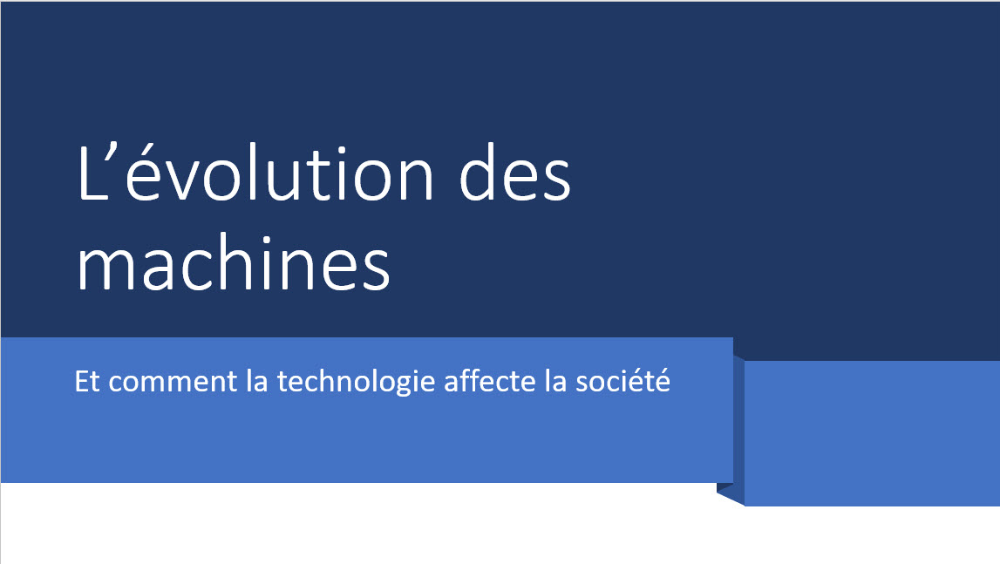 L’évolution des
machines
Et comment la technologie affecte la société